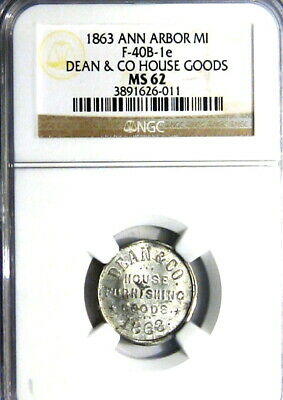 1863 ANN ARBOR MI
F-40B-1e
DEAN & CO HOUSE GOODS
MS 62
3891626-011
NGC
DEAN & CO.
HOUSE
FURNISHING
GOODS.
1863.